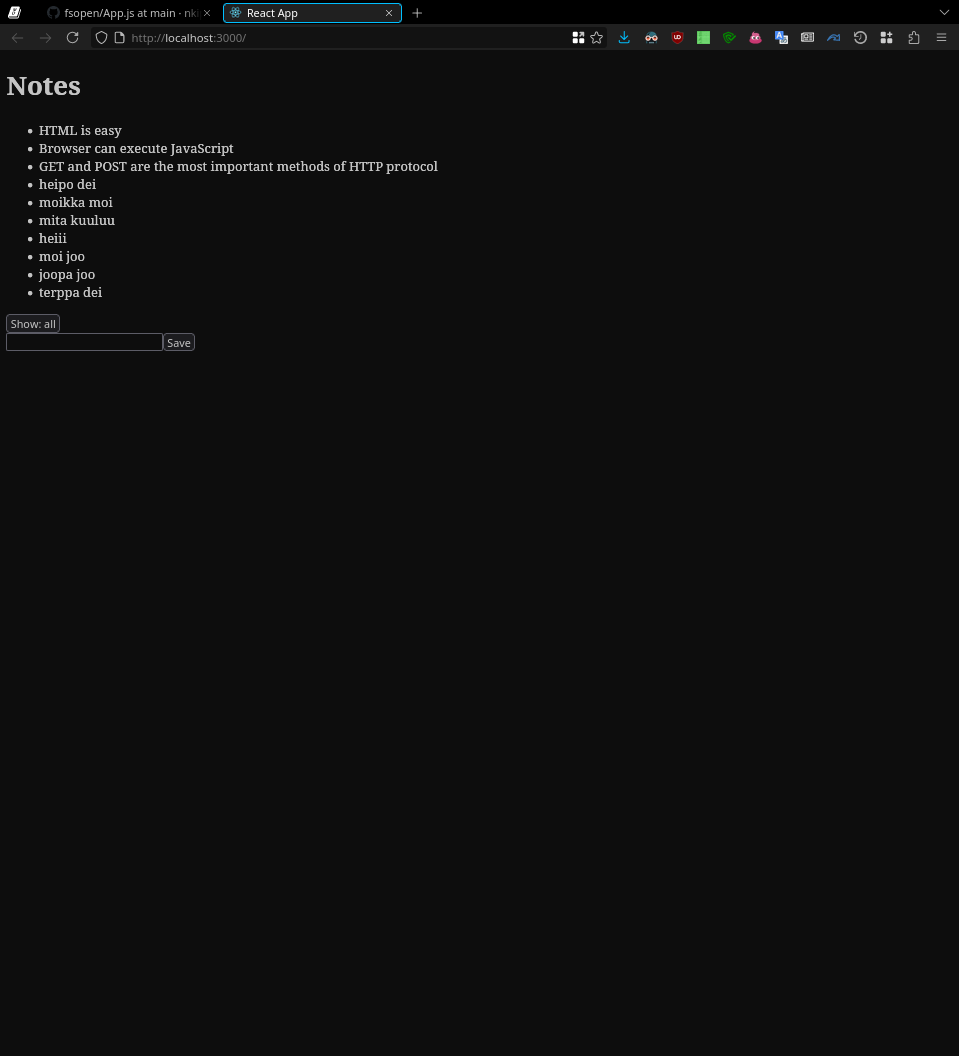 fsopen/App.js at main · nki
React App
http://localhost:3000/
Notes
HTML is easy
Browser can execute JavaScript
GET and POST are the most important methods of HTTP protocol
heipo dei
moikka moi
mita kuuluu
heiii
moi joo
joopa joo
terppa dei
Show: all
Save